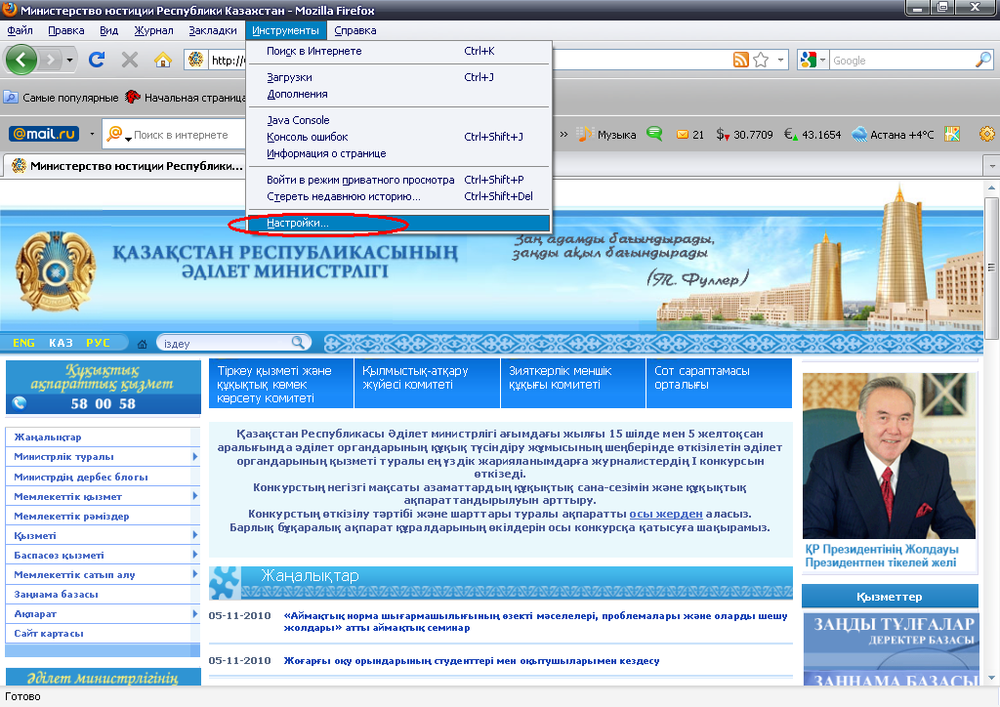 Министерство юстиции Республики Казахстан - Mozilla Firefox
Файл Правка Вид Журнал Закладки Инструменты Справка
Поиск в Интернете Ctrl+K
Загрузки Ctrl+J
Дополнения
Java Console
Консоль ошибок Ctrl+Shift+J
Информация о странице
Войти в режим приватного просмотра Ctrl+Shift+P
Стереть недавнюю историю... Ctrl+Shift+Del
Настройки...
http://
Google
Самые популярные Начальная страница
@mail.ru Поиск в интернете » Музыка 21 $ 30.7709 € 43.1654 Астана +4°C
Министерство юстиции Республики...
ҚАЗАҚСТАН РЕСПУБЛИКАСЫНЫҢ
ӘДІЛЕТ МИНИСТРЛІГІ
Заң адамды бағындырады,
заңды ақыл бағындырады
(Т. Фуллер)
ENG КАЗ РУС іздеу
Құқықтық
ақпараттық қызмет
58 00 58
Тіркеу қызметі және
құқықтық көмек
көрсету комитеті
Қылмыстық-атқару
жүйесі комитеті
Зияткерлік меншік
құқығы комитеті
Сот сараптамасы
орталығы
Жаңалықтар
Министрлік туралы
Министрдің дербес блогы
Мемлекеттік қызмет
Мемлекеттік рәміздер
Қызметі
Баспасөз қызметі
Мемлекеттік сатып алу
Заңнама базасы
Ақпарат
Сайт картасы
Әділет министрлігінің
Қазақстан Республикасы Әділет министрлігі ағымдағы жылғы 15 шілде мен 5 желтоқсан
аралығында әділет органдарының құқық түсіндіру жұмысының шеңберінде өткізілетін әділет
органдарының қызметі туралы ең үздік жарияланымдарға журналистердің I конкурсын
өткізеді.
Конкурстың негізгі мақсаты азаматтардың құқықтық сана-сезімін және құқықтық
ақпараттандырылуын арттыру.
Конкурстың өткізілу тәртібі және шарттары туралы ақпаратты осы жерден аласыз.
Барлық бұқаралық ақпарат құралдарының өкілдерін осы конкурсқа қатысуға шақырамыз.
Жаңалықтар
05-11-2010 «Аймақтық норма шығармашылығының өзекті мәселелері, проблемалары және оларды шешу
жолдары» атты аймақтық семинар
05-11-2010 Жоғарғы оқу орындарының студенттері мен оқытушыларымен кездесу
ҚР Президентінің Жолдауы
Президентпен тікелей желі
Қызметтер
ЗАҢДЫ ТҰЛҒАЛАР
ДЕРЕКТЕР БАЗАСЫ
ЗАҢНАМА БАЗАСЫ
Готово